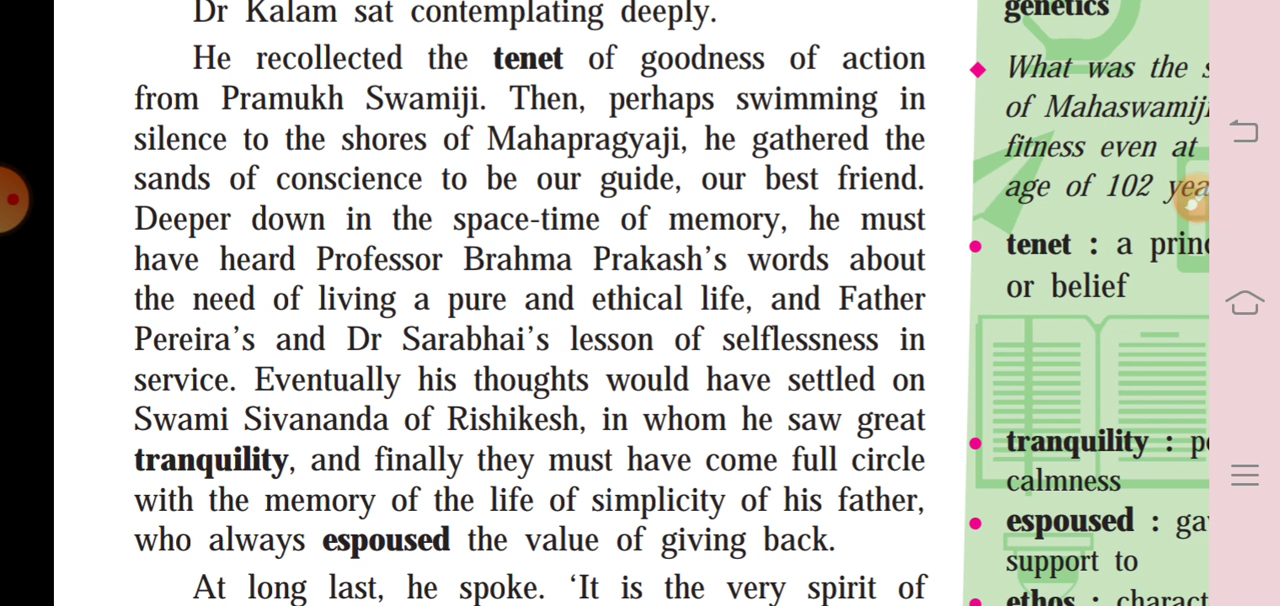 Dr Kalam sat contemplating deeply.
He recollected the tenet of goodness of action
from Pramukh Swamiji. Then, perhaps swimming in
silence to the shores of Mahapragyaji, he gathered the
sands of conscience to be our guide, our best friend.
Deeper down in the space-time of memory, he must
have heard Professor Brahma Prakash’s words about
the need of living a pure and ethical life, and Father
Pereira’s and Dr Sarabhai’s lesson of selflessness in
service. Eventually his thoughts would have settled on
Swami Sivananda of Rishikesh, in whom he saw great
tranquility, and finally they must have come full circle
with the memory of the life of simplicity of his father,
who always espoused the value of giving back.
At long last, he spoke. ‘It is the very spirit of
genetics
What was the
of Mahaswamiji
fitness even at
age of 102
tenet : a
or belief
tranquility :
calmness
espoused :
support to
ethos :